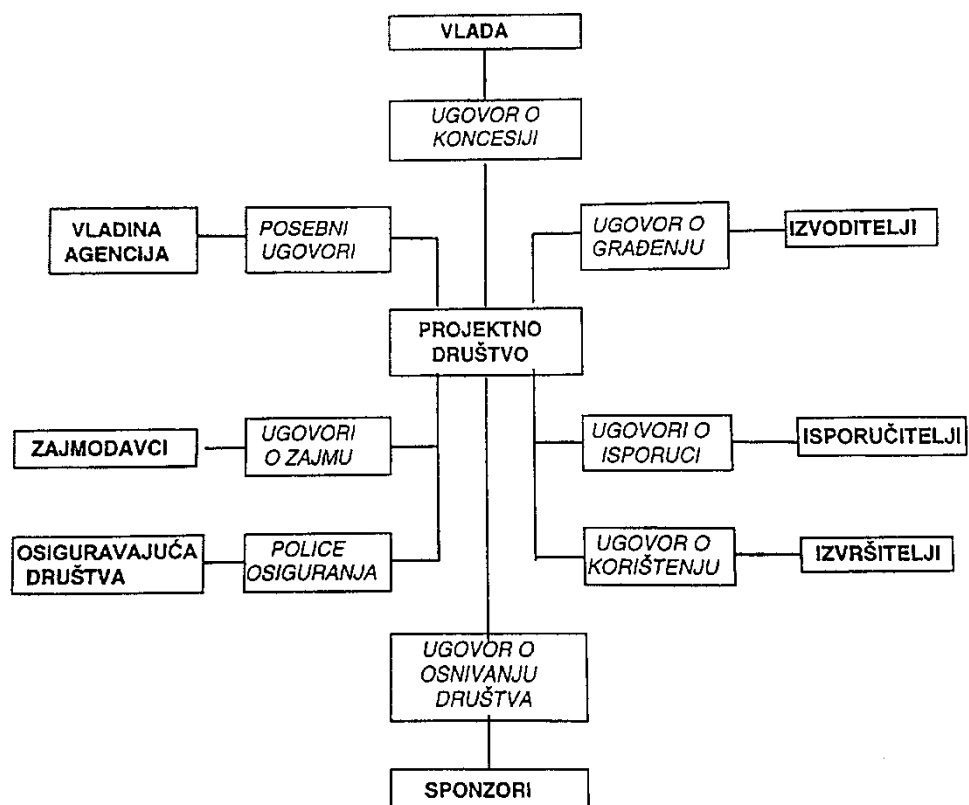 VLADA
UGOVOR O
KONCESIJI
VLADINA
AGENCIJA
POSEBNI
UGOVORI
UGOVOR O
GRAĐENJU
IZVODITELJI
PROJEKTNO
DRUŠTVO
ZAJMODAVCI
UGOVORI
O ZAJMU
UGOVORI O
ISPORUCI
ISPORUČITELJI
OSIGURAVAJUĆA
DRUŠTVA
POLICE
OSIGURANJA
UGOVOR O
KORIŠTENJU
IZVRŠITELJI
UGOVOR O
OSNIVANJU
DRUŠTVA
SPONZORI